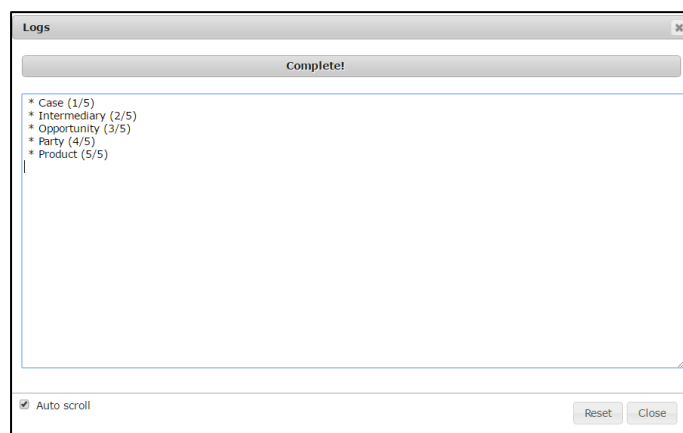 Logs
Complete!
* Case (1/5)
* Intermediary (2/5)
* Opportunity (3/5)
* Party (4/5)
* Product (5/5)
Auto scroll
Reset Close